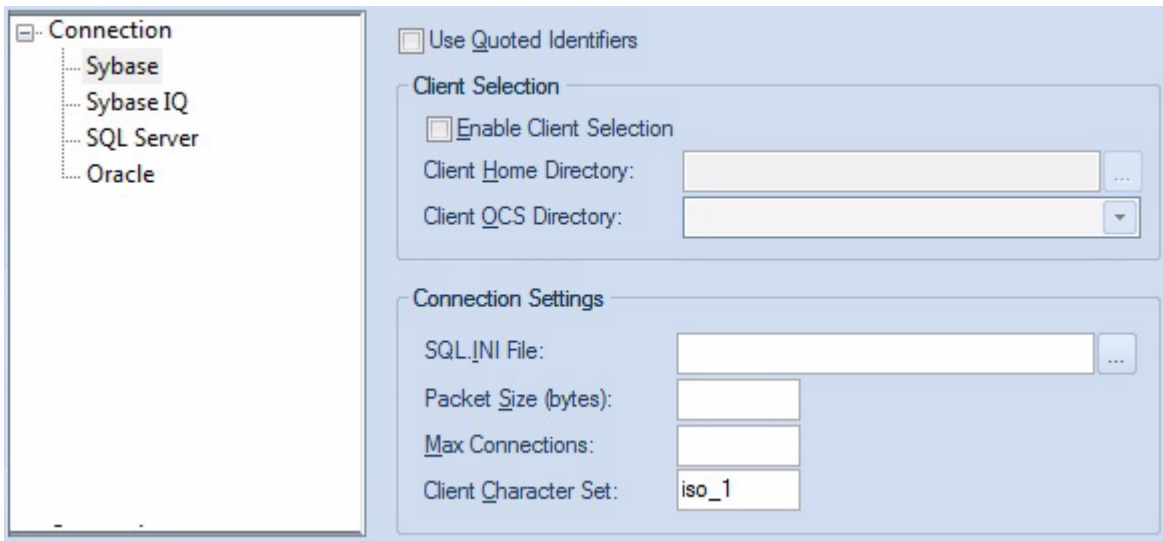 Connection
Sybase
Sybase IQ
SQL Server
Oracle
Use Quoted Identifiers
Client Selection
Enable Client Selection
Client Home Directory:
...
Client OCS Directory:
Connection Settings
SQL.INI File:
...
Packet Size (bytes):
Max Connections:
Client Character Set: iso_1